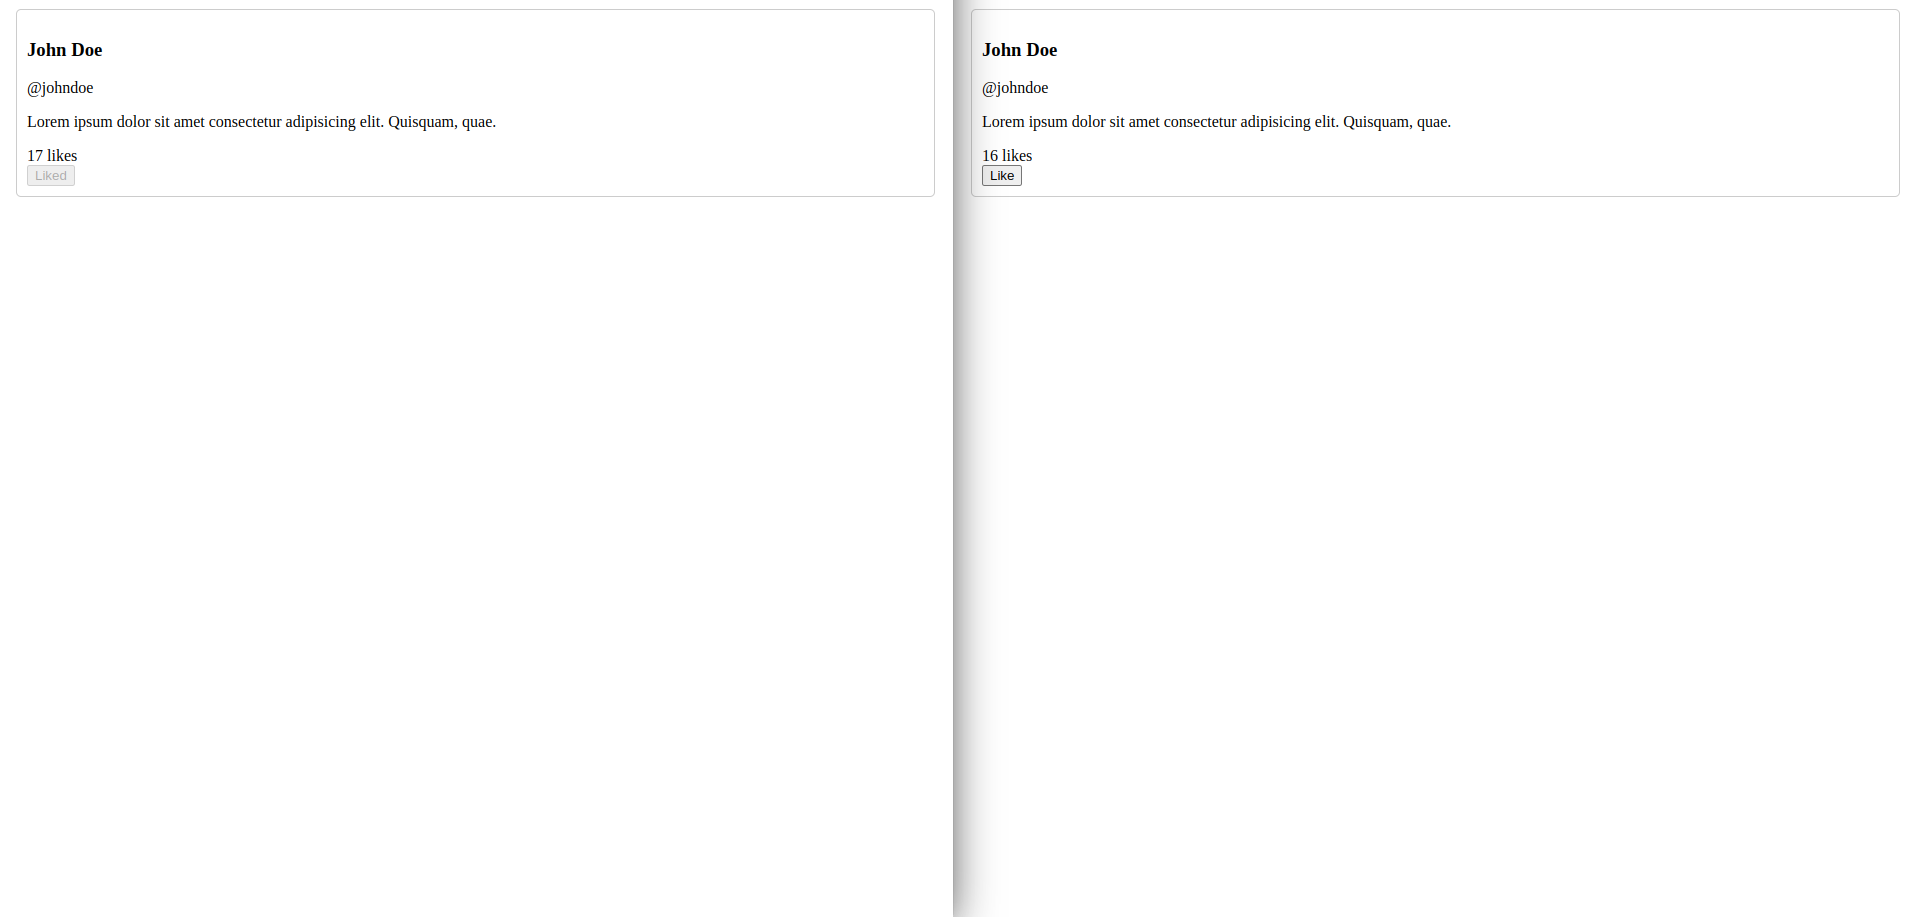 John Doe
@johndoe
Lorem ipsum dolor sit amet consectetur adipisicing elit. Quisquam, quae.
17 likes
Liked
John Doe
@johndoe
Lorem ipsum dolor sit amet consectetur adipisicing elit. Quisquam, quae.
16 likes
Like